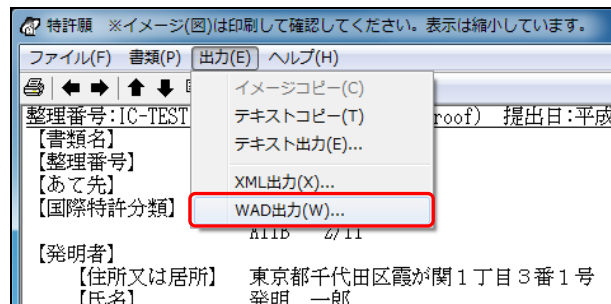 特許願 ※イメージ(図)は印刷して確認してください。表示は縮小しています。
ファイル(F) 書類(P) 出力(E) ヘルプ(H)
イメージコピー(C)
整理番号:IC-TEST テキストコピー(T) roof) 提出日:平成
【書類名】 テキスト出力(E)...
【整理番号】
【あて先】 XML出力(X)...
【国際特許分類】 WAD出力(W)...
【発明者】
【住所又は居所】 東京都千代田区霞が関1丁目3番1号
【氏名】 発明 一郎